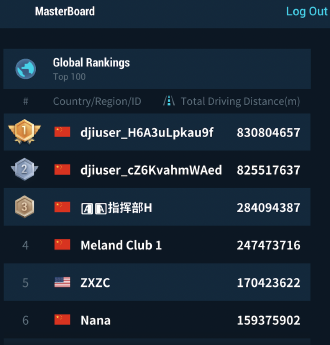 MasterBoard
Log Out
Global Rankings
Top 100
# Country/Region/ID Total Driving Distance(m)
1 djiuser_H6A3uLpkau9f 830804657
2 djiuser_cZ6KvahmWAed 825517637
3 指挥部H 284094387
4 Meland Club 1 247473716
5 ZXZC 170423622
6 Nana 159375902